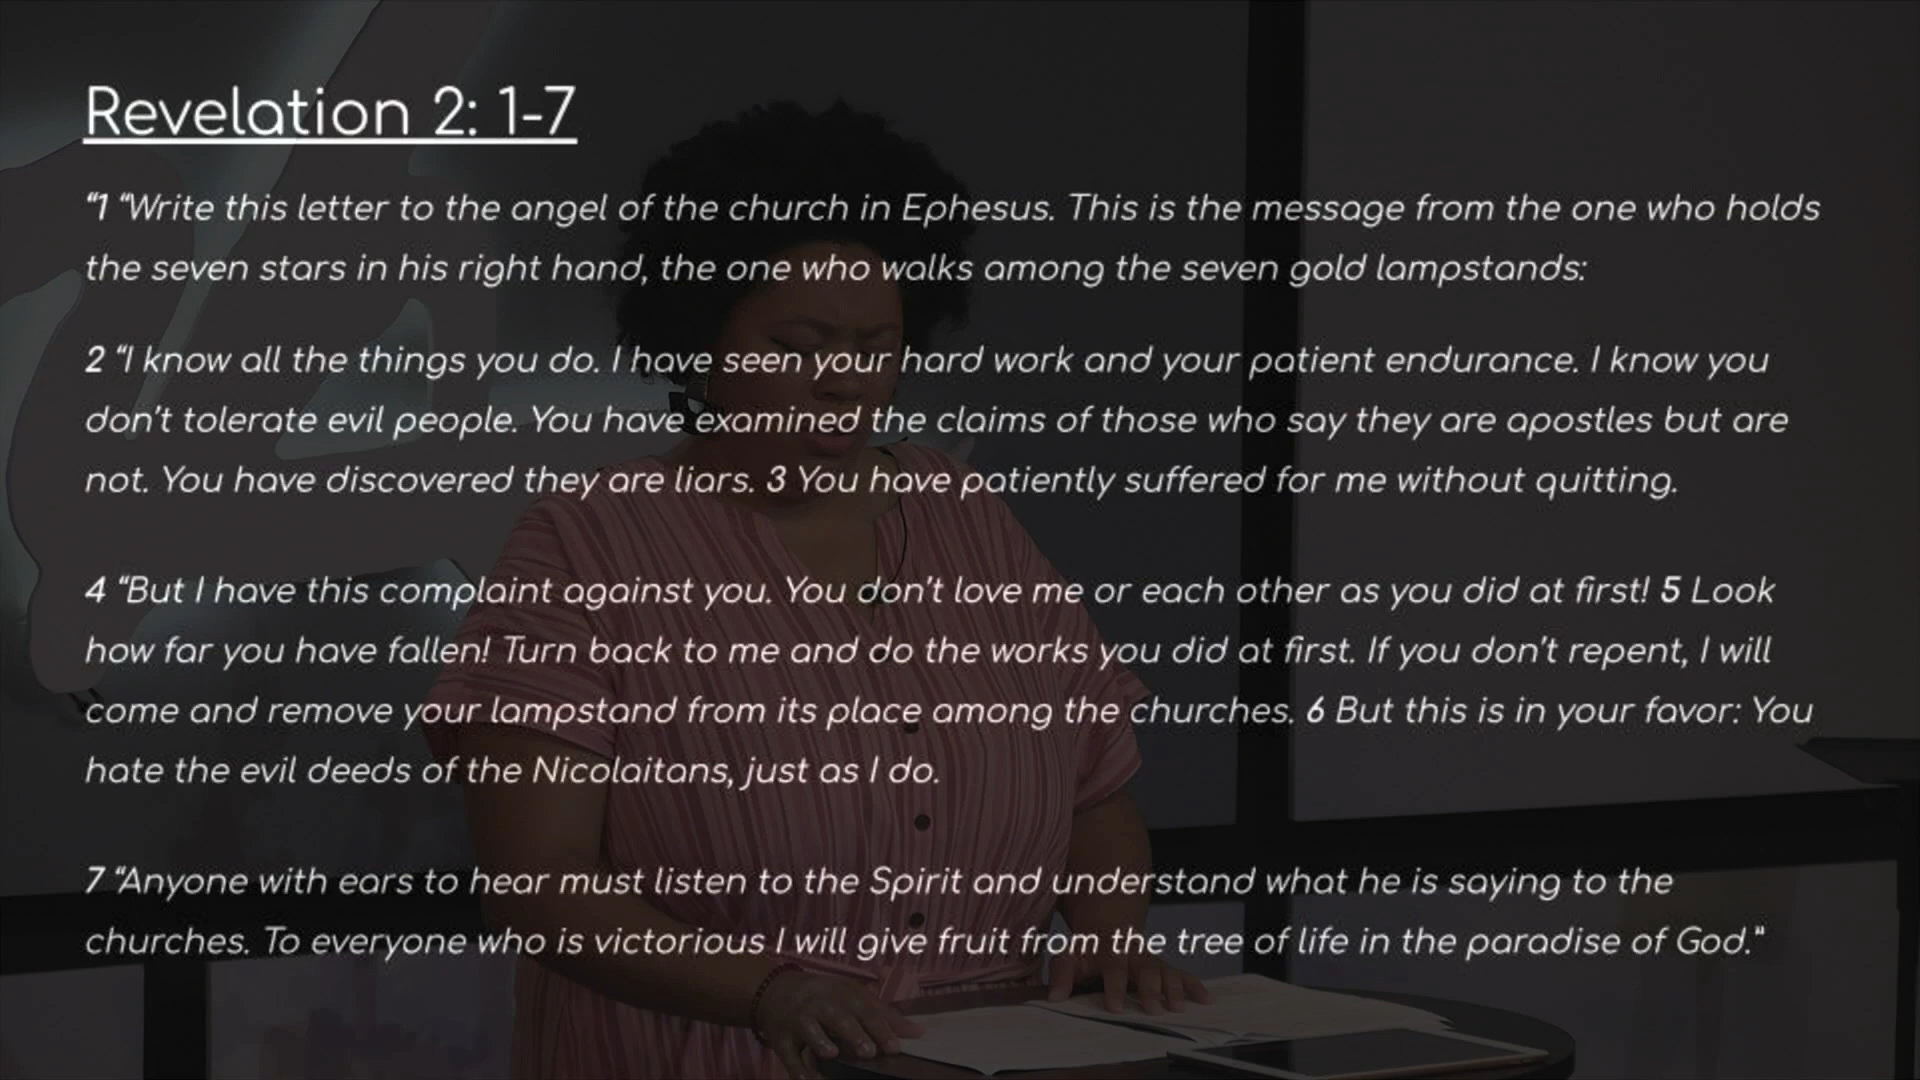 Revelation 2: 1-7
“1 “Write this letter to the angel of the church in Ephesus. This is the message from the one who holds
the seven stars in his right hand, the one who walks among the seven gold lampstands:
2 “I know all the things you do. I have seen your hard work and your patient endurance. I know you
don’t tolerate evil people. You have examined the claims of those who say they are apostles but are
not. You have discovered they are liars. 3 You have patiently suffered for me without quitting.
4 “But I have this complaint against you. You don’t love me or each other as you did at first! 5 Look
how far you have fallen! Turn back to me and do the works you did at first. If you don’t repent, I will
come and remove your lampstand from its place among the churches. 6 But this is in your favor: You
hate the evil deeds of the Nicolaitans, just as I do.
7 “Anyone with ears to hear must listen to the Spirit and understand what he is saying to the
churches. To everyone who is victorious I will give fruit from the tree of life in the paradise of God.”